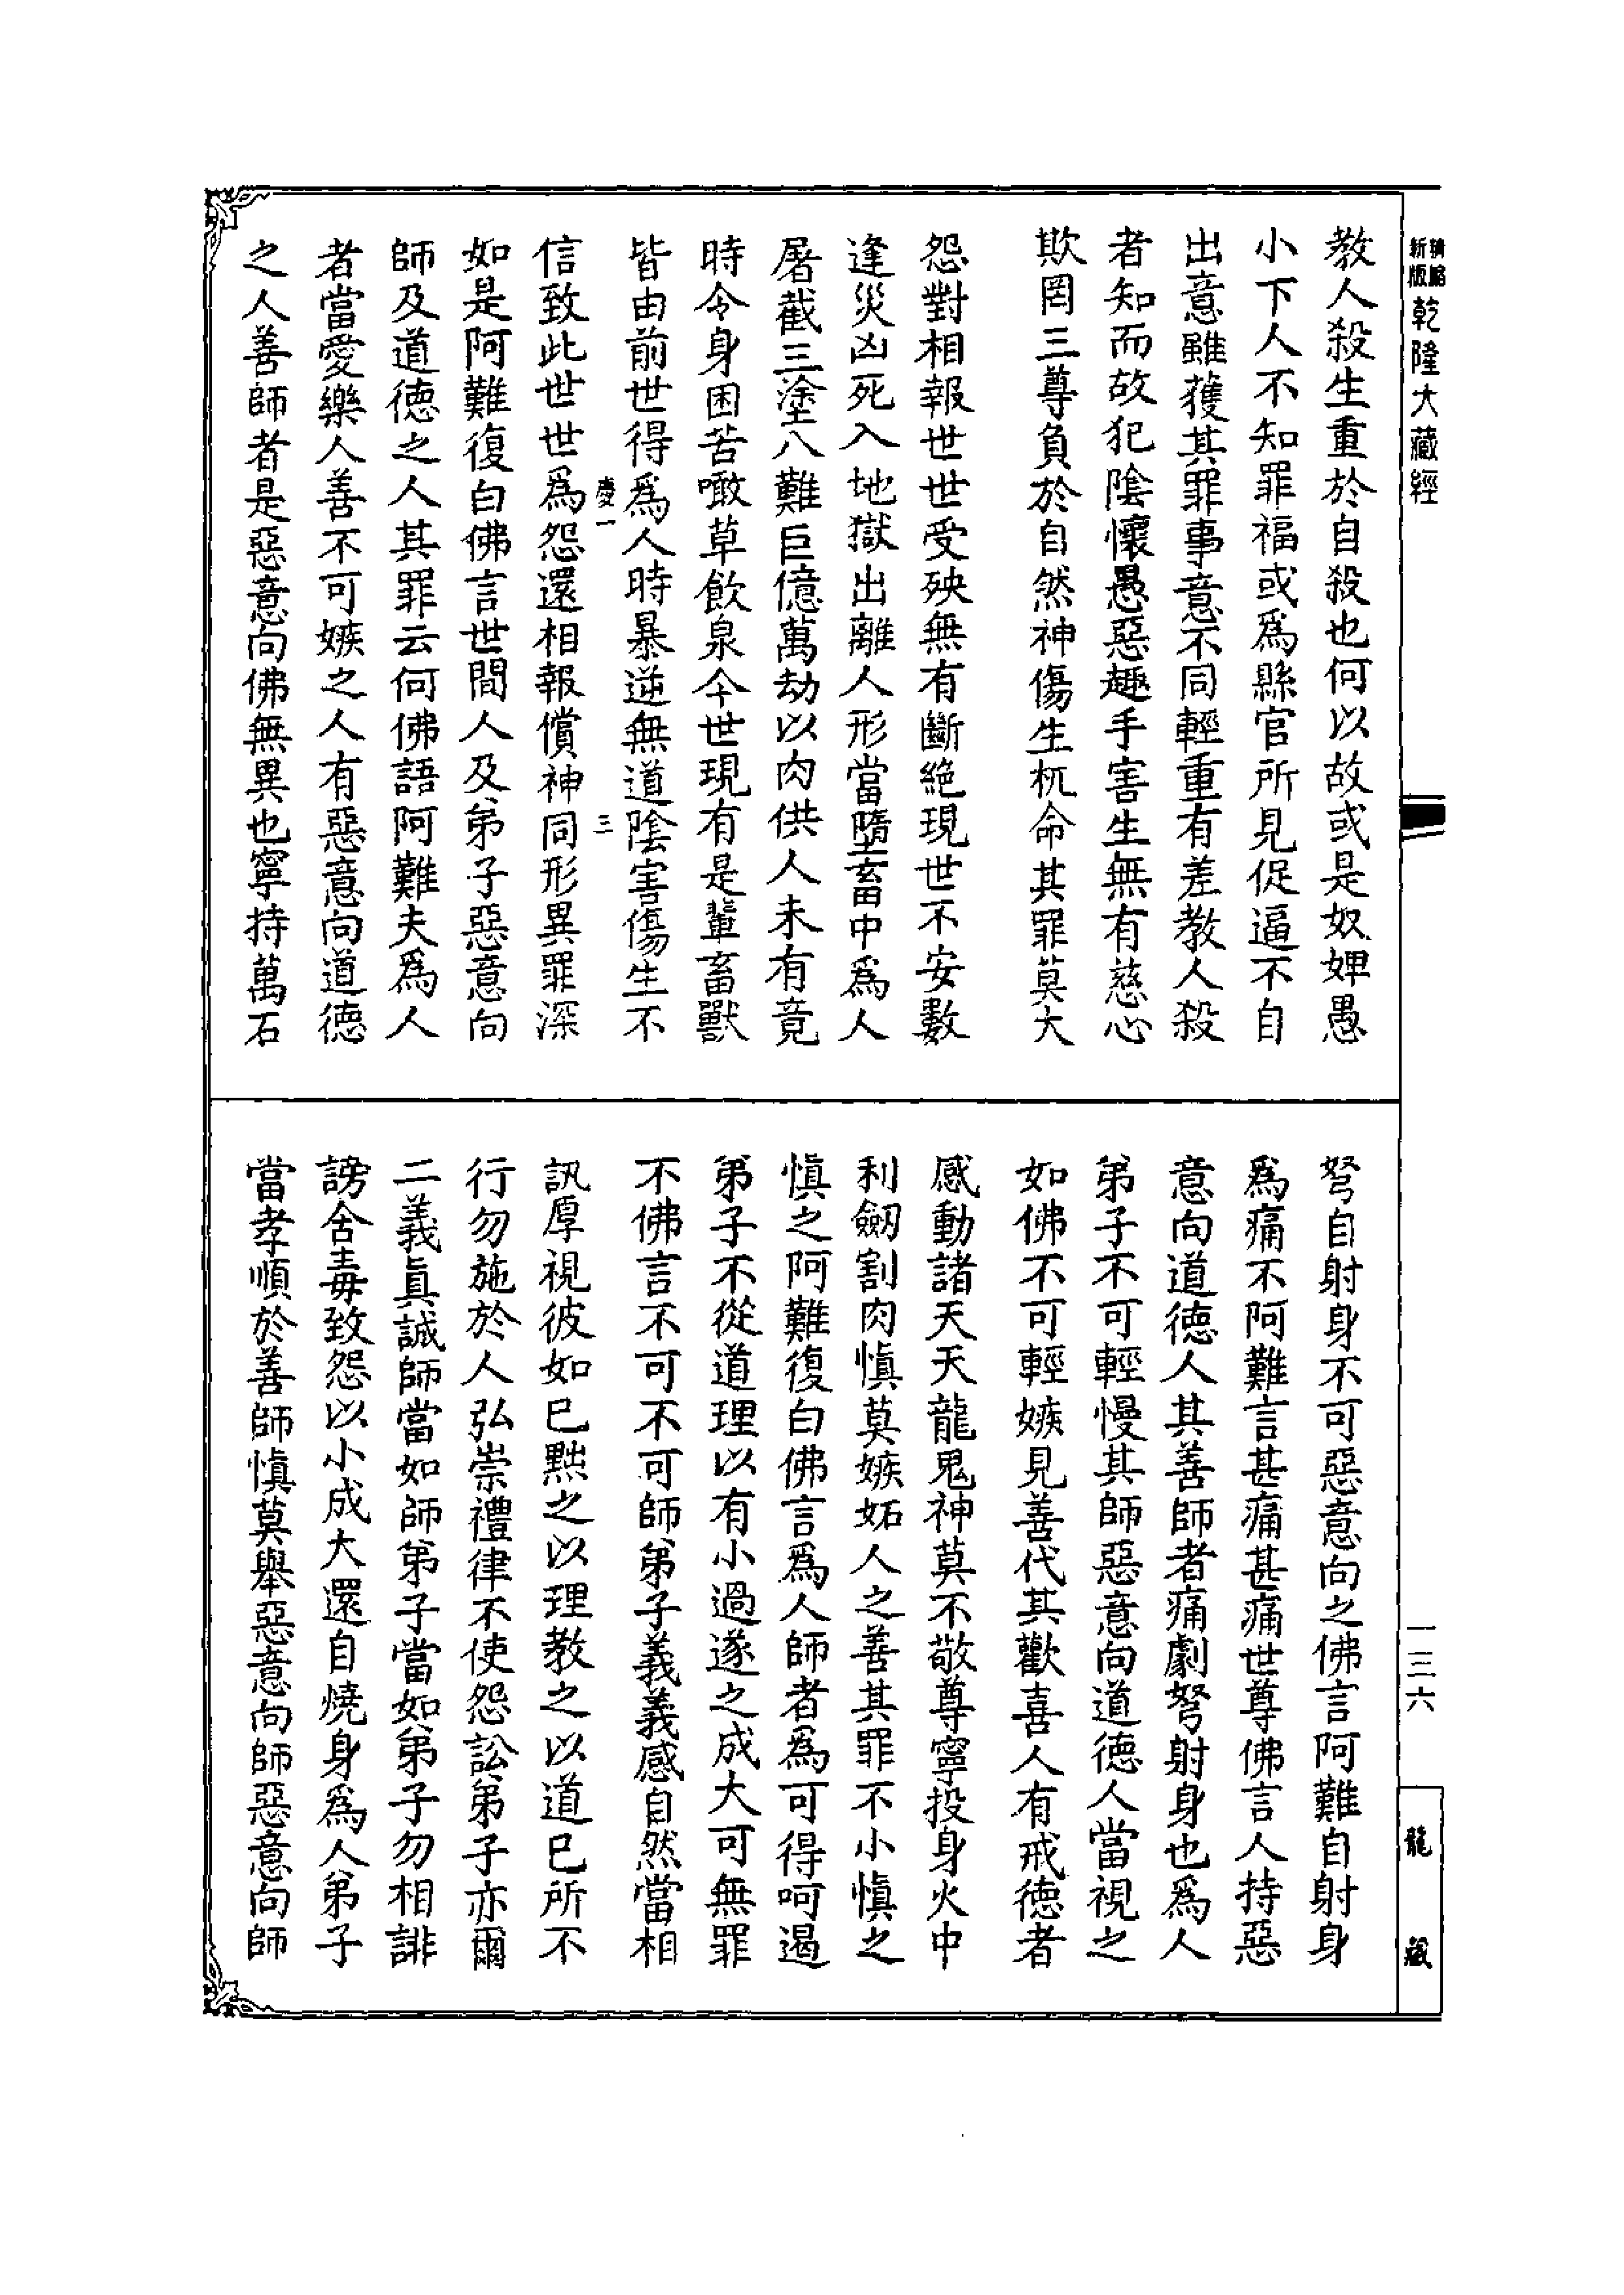 精縮
新版
乾隆大藏經
教人殺生重於自殺也何以故或是奴婢愚
小下人不知罪福或爲縣官所見促逼不自
出意雖獲其罪事意不同輕重有差教人殺
者知而故犯陰懷愚惡趣手害生無有慈心
欺罔三尊負於自然神傷生杌命其罪莫大
怨對相報世世受殃無有斷絶現世不安數
逢災凶死入地獄出離人形當墮畜中爲人
屠截三塗八難巨億萬劫以肉供人未有竟
時令身困苦噉草飲泉今世現有是輩畜獸
皆由前世得爲人時暴逆無道陰害傷生不
慶一 三
信致此世世爲怨還相報償神同形異罪深
如是阿難復白佛言世間人及弟子惡意向
師及道德之人其罪云何佛語阿難夫爲人
者當愛樂人善不可嫉之人有惡意向道德
之人善師者是惡意向佛無異也寧持萬石
弩自射身不可惡意向之佛言阿難自射身
爲痛不阿難言甚痛甚痛世尊佛言人持惡
意向道德人其善師者痛劇弩射身也爲人
弟子不可輕慢其師惡意向道德人當視之
如佛不可輕嫉見善代其歡喜人有戒德者
感動諸天天龍鬼神莫不敬尊寧投身火中
利劒割肉慎莫嫉妬人之善其罪不小慎之
慎之阿難復白佛言爲人師者爲可得呵遏
弟子不從道理以有小過遂之成大可無罪
不佛言不可不可師弟子義義感自然當相
訊厚視彼如已黙之以理教之以道已所不
行勿施於人弘崇禮律不使怨訟弟子亦爾
二義眞誠師當如師弟子當如弟子勿相誹
謗含毒致怨以小成大還自燒身爲人弟子
當孝順於善師慎莫舉惡意向師惡意向師
一三六
龍藏